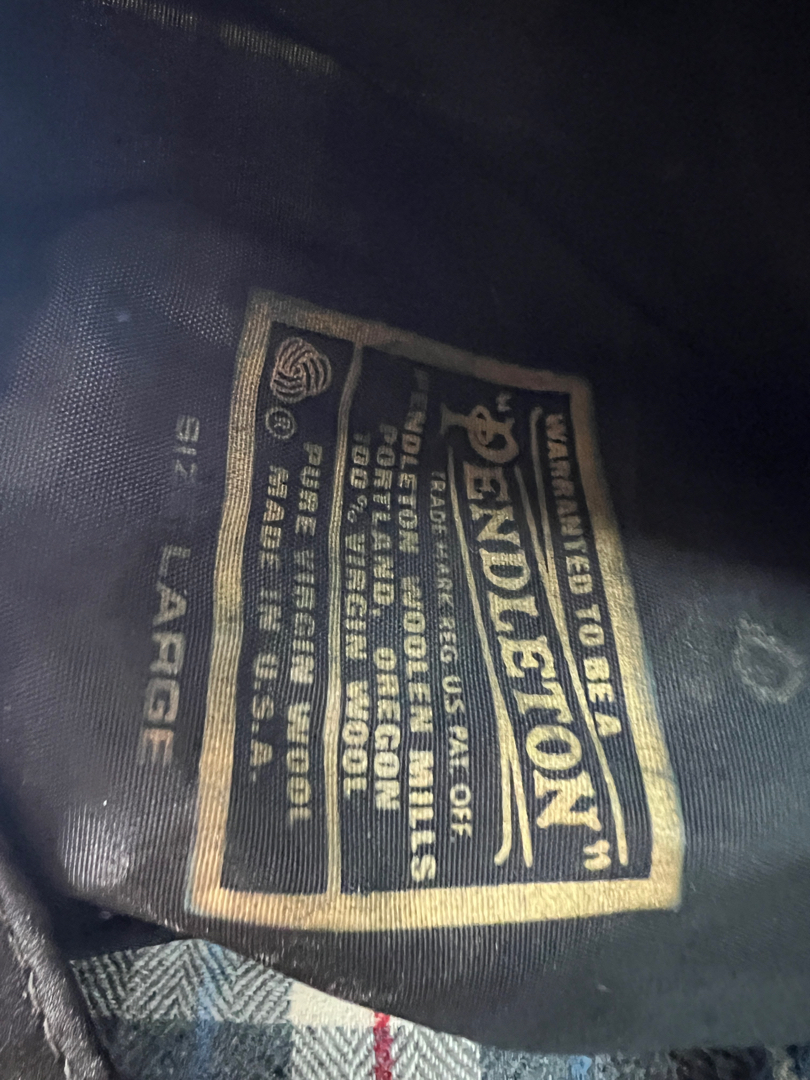 WARRANTED TO BE A
"PENDLETON"
TRADE MARK REG U.S. PAT. OFF.
PENDLETON WOOLEN MILLS
PORTLAND, OREGON
100% VIRGIN WOOL
PURE VIRGIN WOOL
® MADE IN U.S.A.
SIZE LARGE